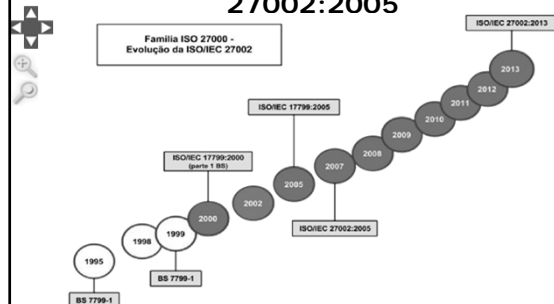 27002:2005
Família ISO 27000 -
Evolução da ISO/IEC 27002
ISO/IEC 27002:2013
2013
2012
2011
2010
2009
2008
2007
ISO/IEC 27002:2005
ISO/IEC 17799:2005
2005
2002
ISO/IEC 17799:2000
(parte 1 BS)
2000
1999
BS 7799-1
1998
1995
BS 7799-1